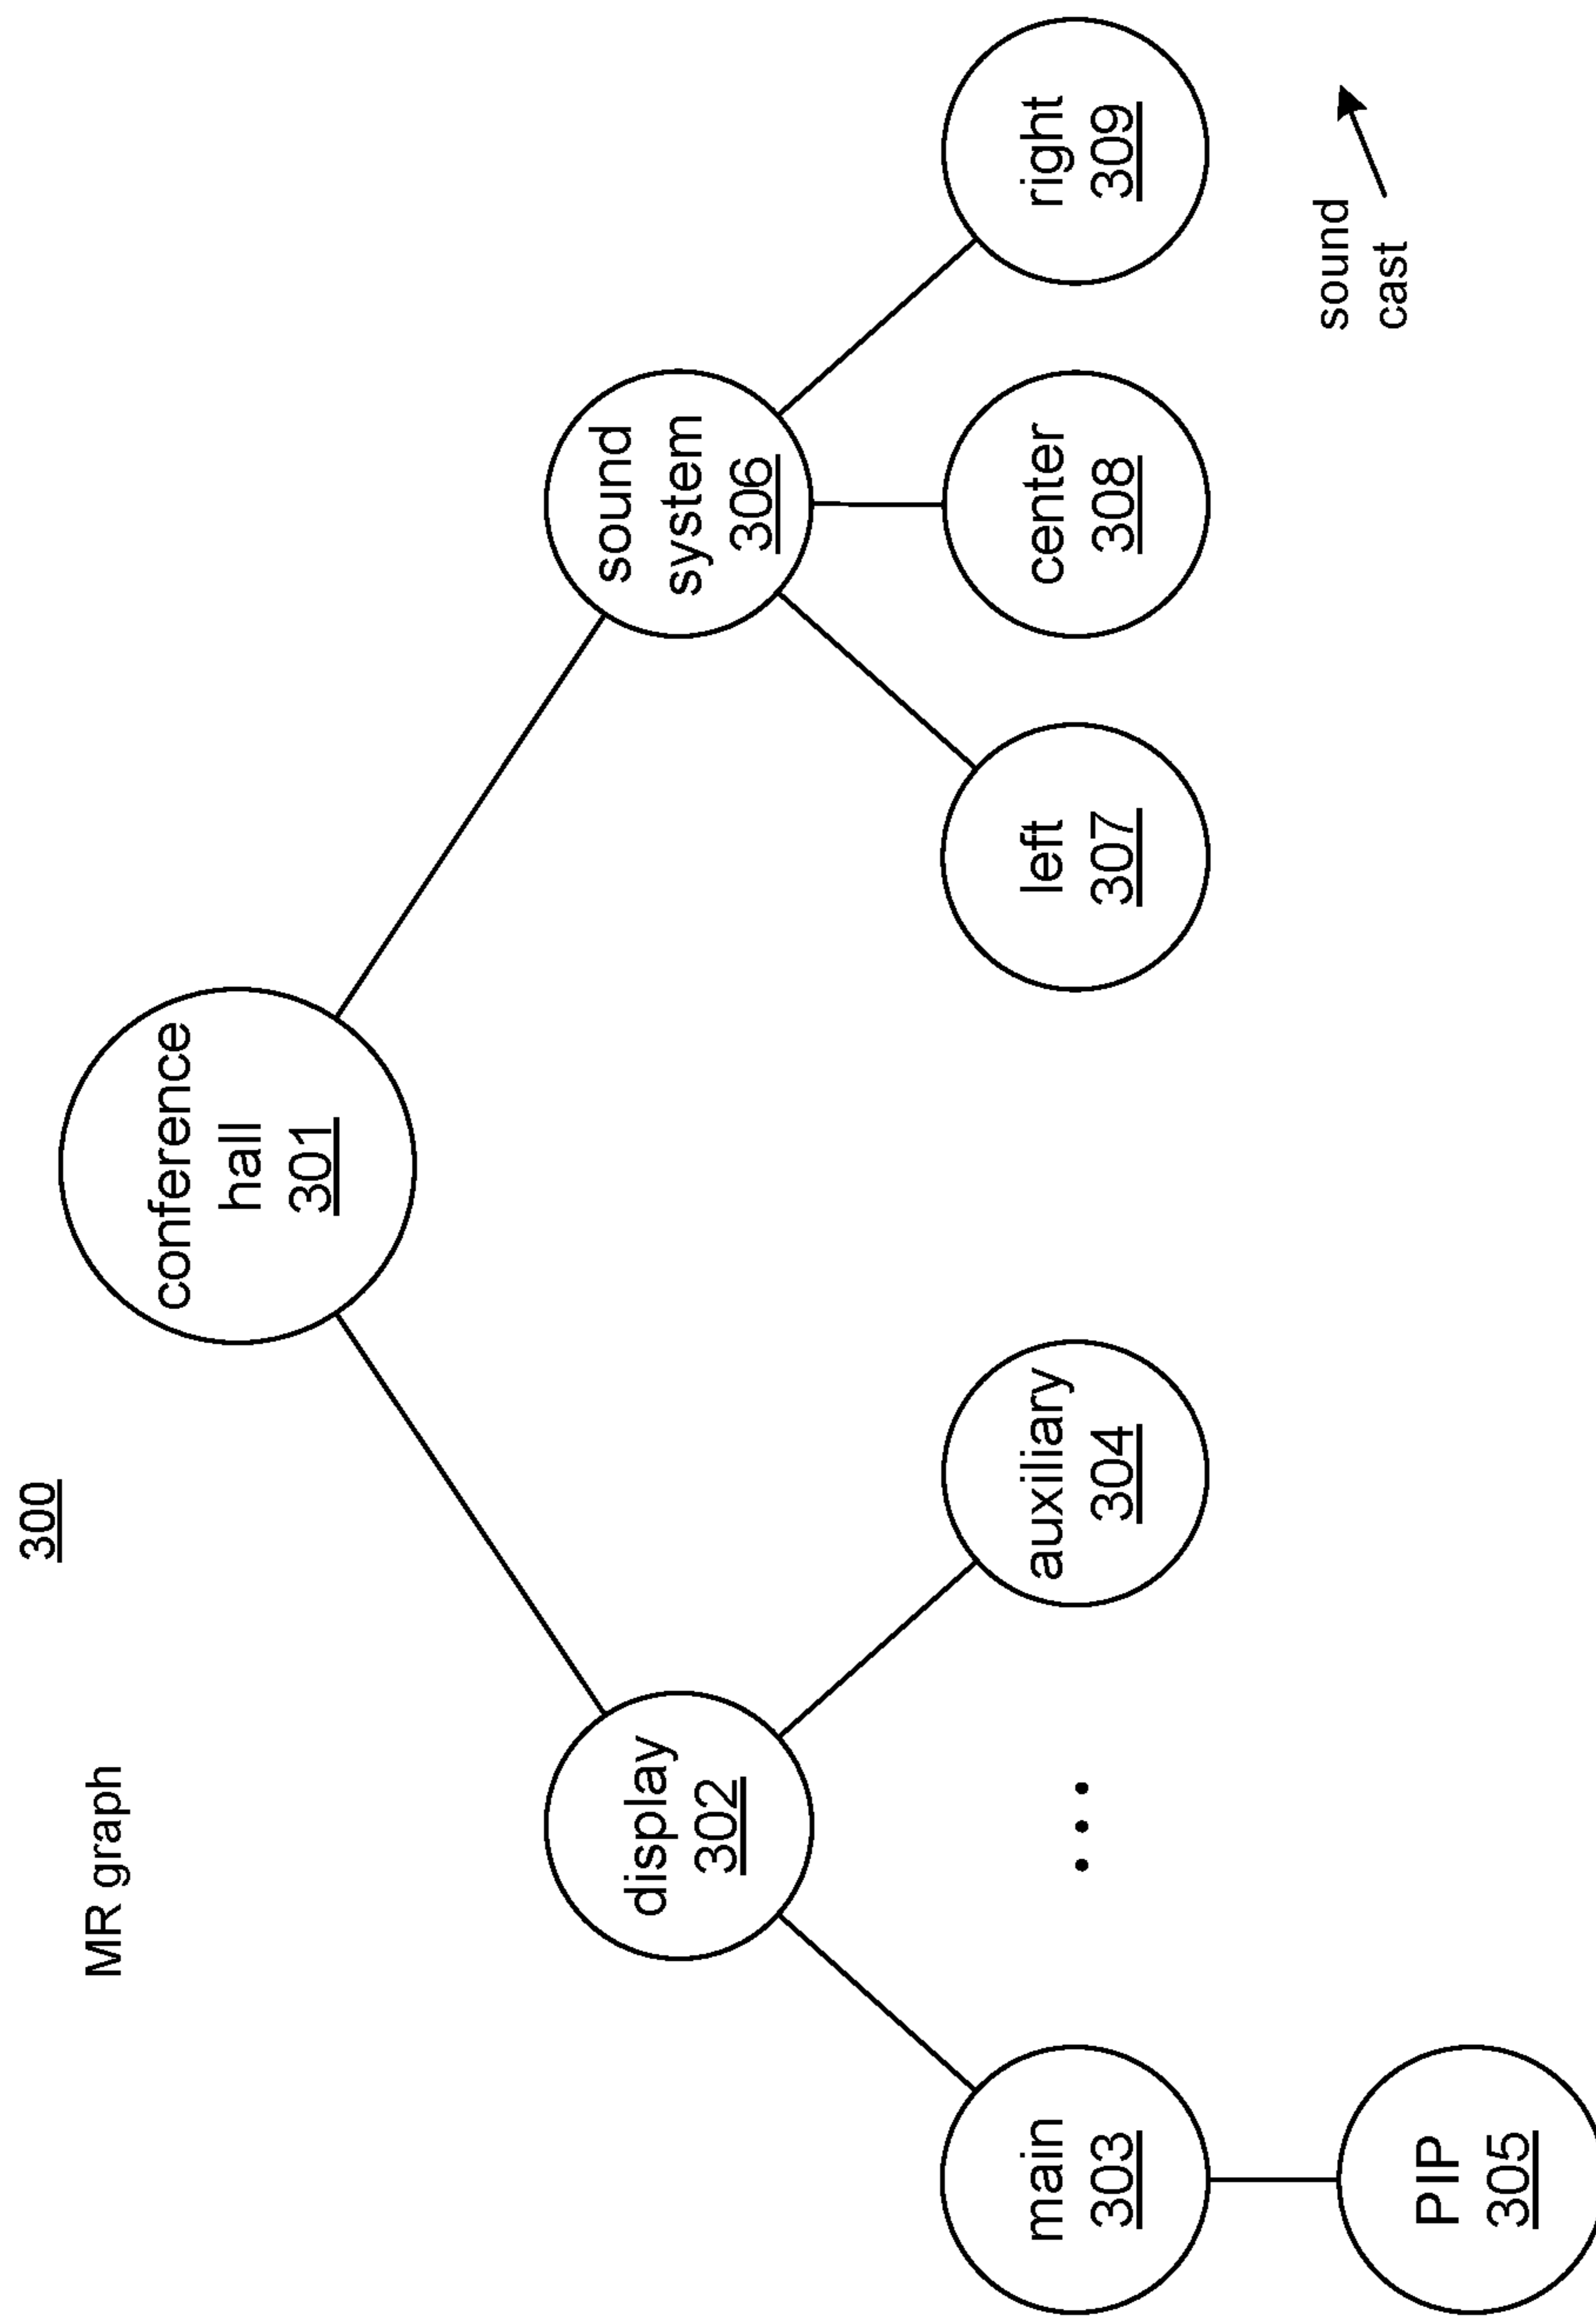 300
MR graph
conference
hall
301
display
302
sound
system
306
main
303
• • •
auxiliary
304
left
307
center
308
right
309
PIP
305
sound
cast